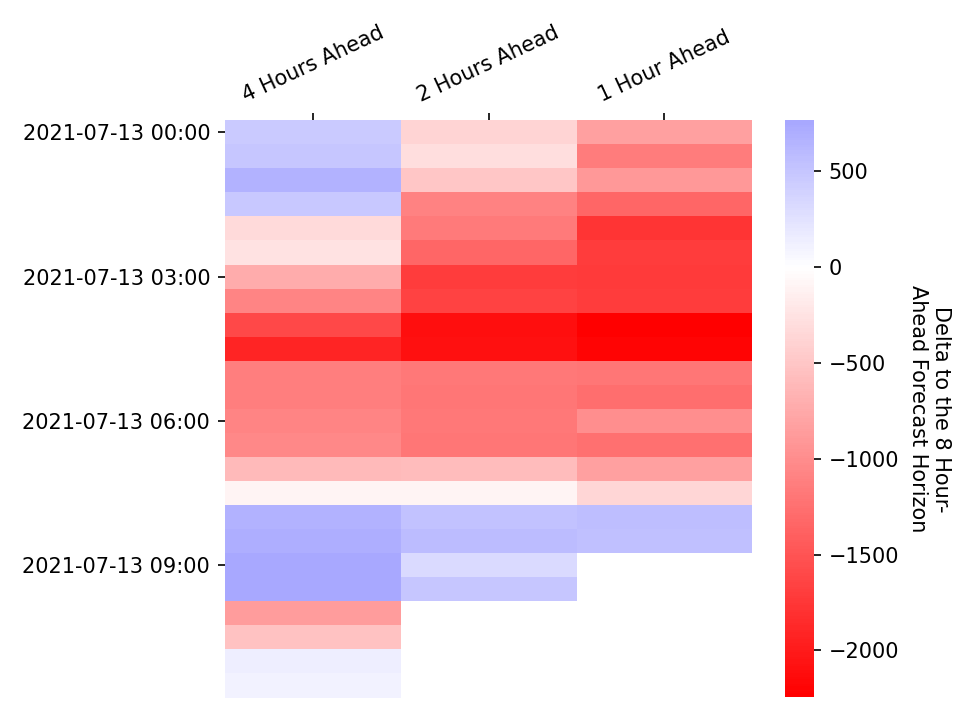 4 Hours Ahead
2 Hours Ahead
1 Hour Ahead
2021-07-13 00:00
2021-07-13 03:00
2021-07-13 06:00
2021-07-13 09:00
500
0
−500
−1000
−1500
−2000
Delta to the 8 Hour-
Ahead Forecast Horizon